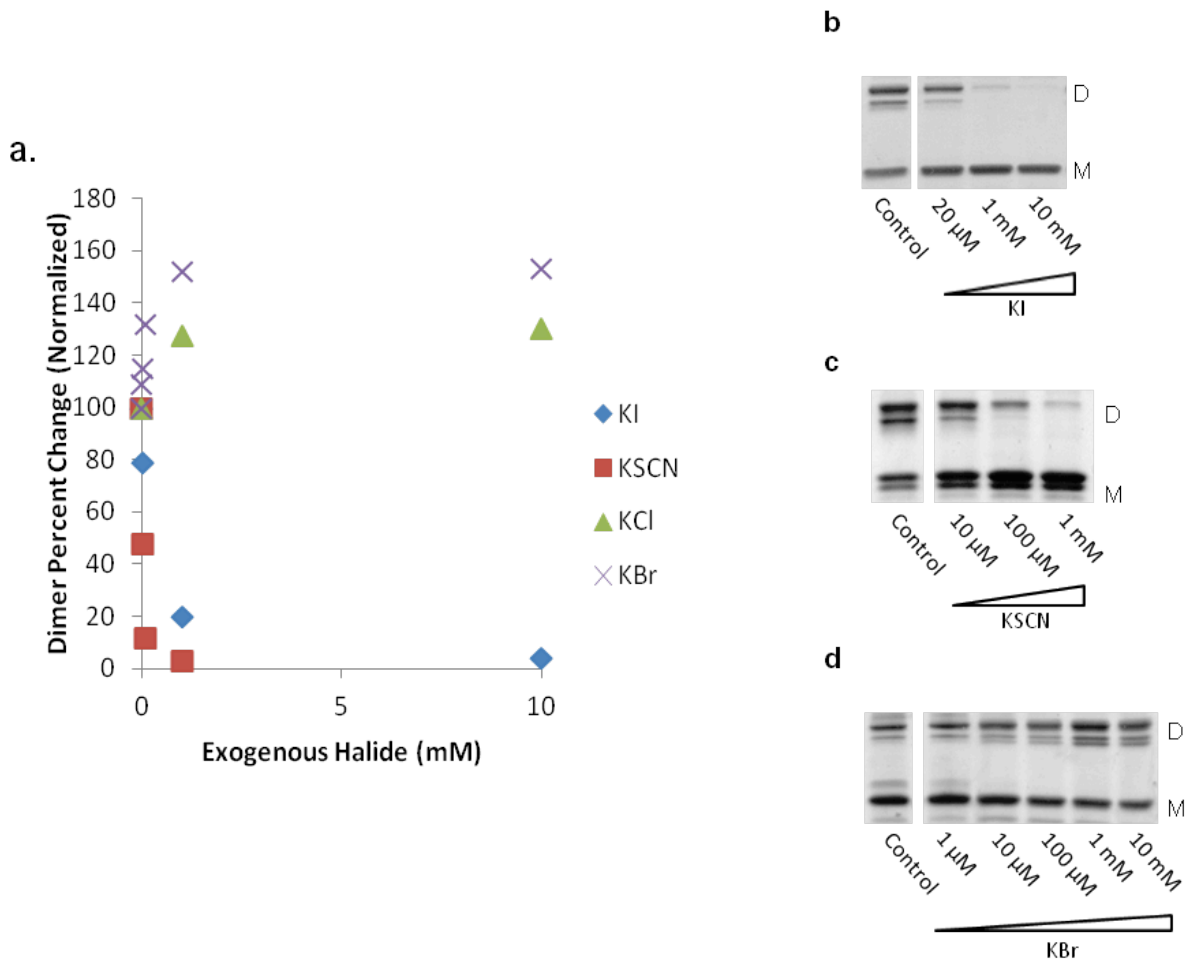 a.
Dimer Percent Change (Normalized)
180
160
140
120
100
80
60
40
20
0
0
5
10
Exogenous Halide (mM)
KI
KSCN
KCl
KBr
b
D
M
Control
20 µM
1 mM
10 mM
KI
c
D
M
Control
10 µM
100 µM
1 mM
KSCN
d
D
M
Control
1 µM
10 µM
100 µM
1 mM
10 mM
KBr